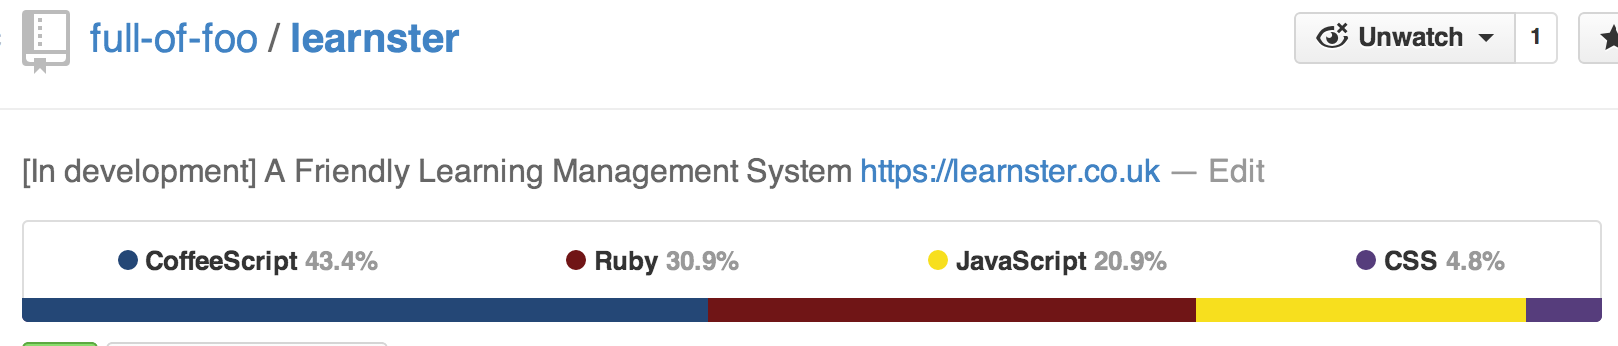 full-of-foo / learnster
Unwatch 1
[In development] A Friendly Learning Management System https://learnster.co.uk — Edit
CoffeeScript 43.4% Ruby 30.9% JavaScript 20.9% CSS 4.8%